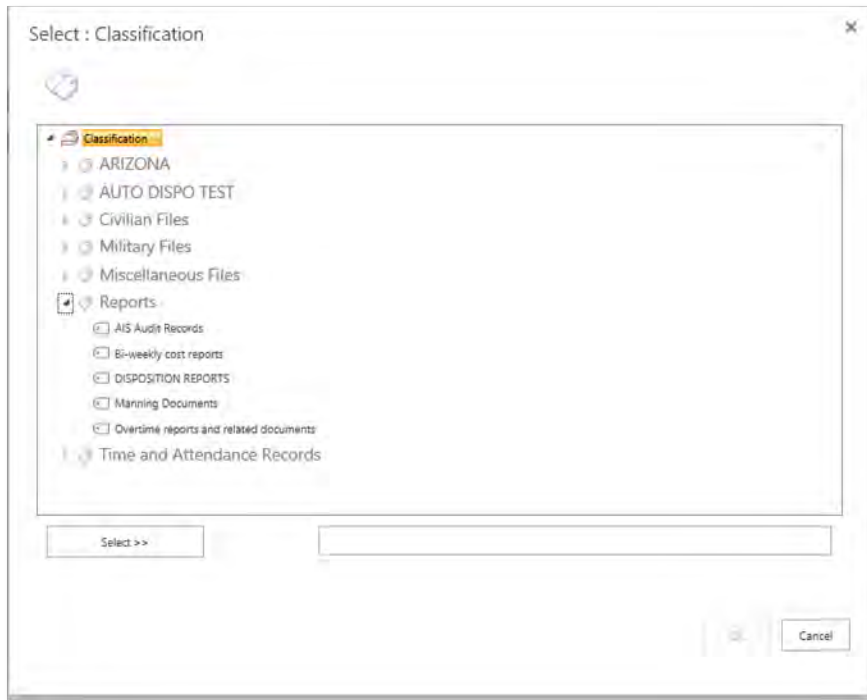 Select : Classification
Classification
ARIZONA
AUTO DISPO TEST
Civilian Files
Military Files
Miscellaneous Files
Reports
AIS Audit Records
Bi-weekly cost reports
DISPOSITION REPORTS
Manning Documents
Overtime reports and related documents
Time and Attendance Records
Select >>
Cancel